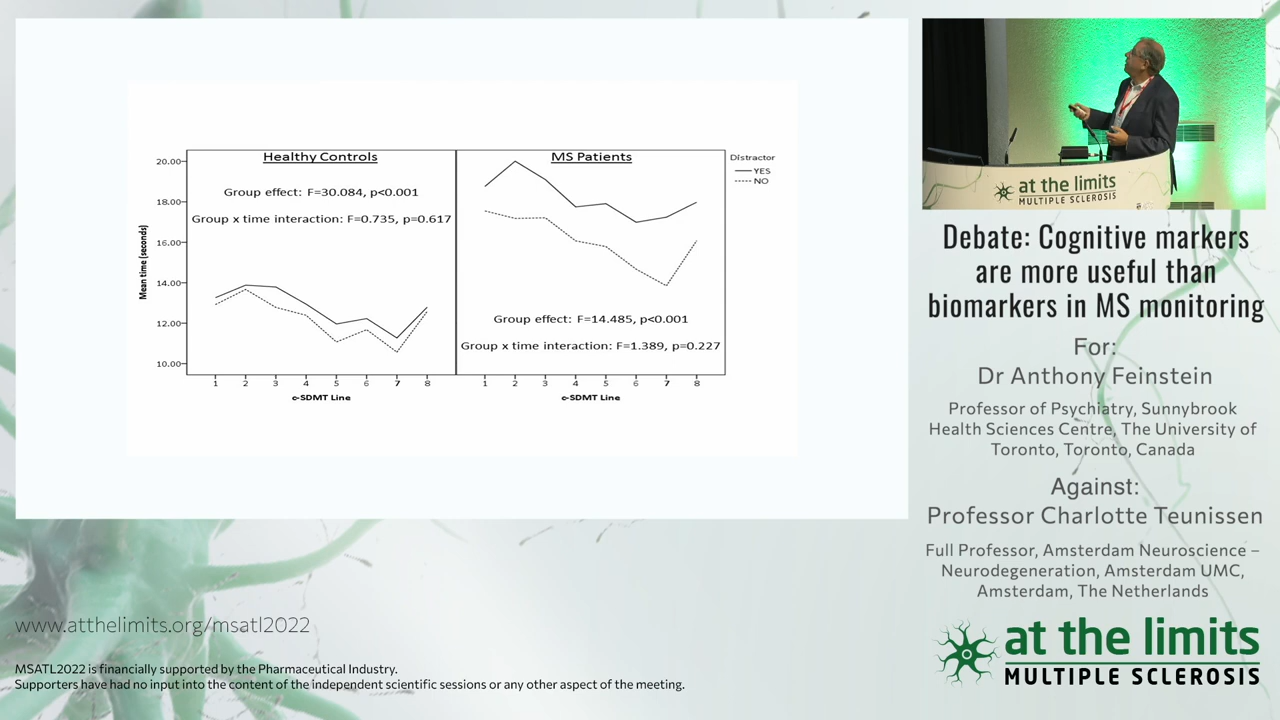 Healthy Controls
MS Patients
Distractor
YES
NO
Group effect: F=30.084, p<0.001
Group x time interaction: F=0.735, p=0.617
Group effect: F=14.485, p<0.001
Group x time interaction: F=1.389, p=0.227
Mean time (seconds)
20.00
18.00
16.00
14.00
12.00
10.00
1 2 3 4 5 6 7 8
1 2 3 4 5 6 7 8
c-SDMT Line
c-SDMT Line
at the limits
MULTIPLE SCLEROSIS
Debate: Cognitive markers
are more useful than
biomarkers in MS monitoring
For:
Dr Anthony Feinstein
Professor of Psychiatry, Sunnybrook
Health Sciences Centre, The University of
Toronto, Toronto, Canada
Against:
Professor Charlotte Teunissen
Full Professor, Amsterdam Neuroscience –
Neurodegeneration, Amsterdam UMC,
Amsterdam, The Netherlands
at the limits
MULTIPLE SCLEROSIS
www.atthelimits.org/msatl2022
MSATL2022 is financially supported by the Pharmaceutical Industry.
Supporters have had no input into the content of the independent scientific sessions or any other aspect of the meeting.